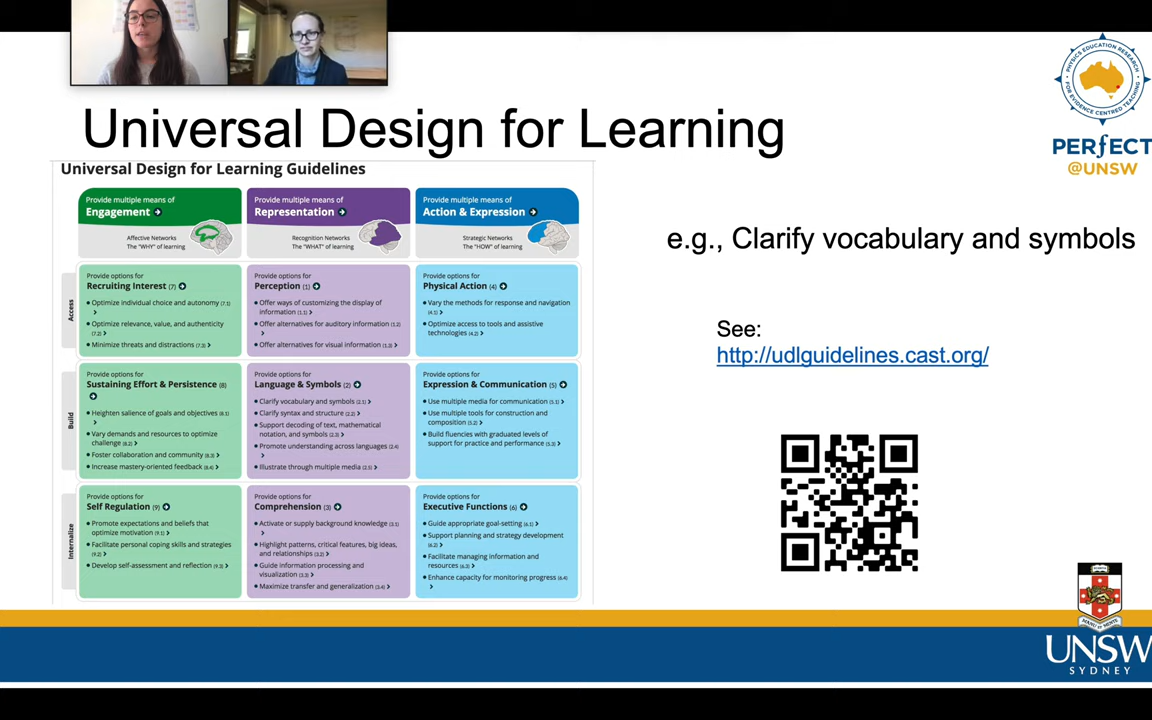 Universal Design for Learning
PHYSICS EDUCATION RESEARCH
FOR EVIDENCE CENTRED TEACHING
PERƒECT
@UNSW
Universal Design for Learning Guidelines
Provide multiple means of
Engagement
Affective Networks
The "WHY" of learning
Provide multiple means of
Representation
Recognition Networks
The "WHAT" of learning
Provide multiple means of
Action & Expression
Strategic Networks
The "HOW" of learning
Access
Provide options for
Recruiting Interest (7)
Optimize individual choice and autonomy (7.1)
Optimize relevance, value, and authenticity
(7.2)
Minimize threats and distractions (7.3)
Provide options for
Perception (1)
Offer ways of customizing the display of
information (1.1)
Offer alternatives for auditory information (1.2)
Offer alternatives for visual information (1.3)
Provide options for
Physical Action (4)
Vary the methods for response and navigation
(4.1)
Optimize access to tools and assistive
technologies (4.2)
Build
Provide options for
Sustaining Effort & Persistence (8)
Heighten salience of goals and objectives (8.1)
Vary demands and resources to optimize
challenge (8.2)
Foster collaboration and community (8.3)
Increase mastery-oriented feedback (8.4)
Provide options for
Language & Symbols (2)
Clarify vocabulary and symbols (2.1)
Clarify syntax and structure (2.2)
Support decoding of text, mathematical
notation, and symbols (2.3)
Promote understanding across languages (2.4)
Illustrate through multiple media (2.5)
Provide options for
Expression & Communication (5)
Use multiple media for communication (5.1)
Use multiple tools for construction and
composition (5.2)
Build fluencies with graduated levels of
support for practice and performance (5.3)
Internalize
Provide options for
Self Regulation (9)
Promote expectations and beliefs that
optimize motivation (9.1)
Facilitate personal coping skills and strategies
(9.2)
Develop self-assessment and reflection (9.3)
Provide options for
Comprehension (3)
Activate or supply background knowledge (3.1)
Highlight patterns, critical features, big ideas,
and relationships (3.2)
Guide information processing and
visualization (3.3)
Maximize transfer and generalization (3.4)
Provide options for
Executive Functions (6)
Guide appropriate goal-setting (6.1)
Support planning and strategy development
(6.2)
Facilitate managing information and
resources (6.3)
Enhance capacity for monitoring progress (6.4)
e.g., Clarify vocabulary and symbols
See:
http://udlguidelines.cast.org/
UNSW
SYDNEY